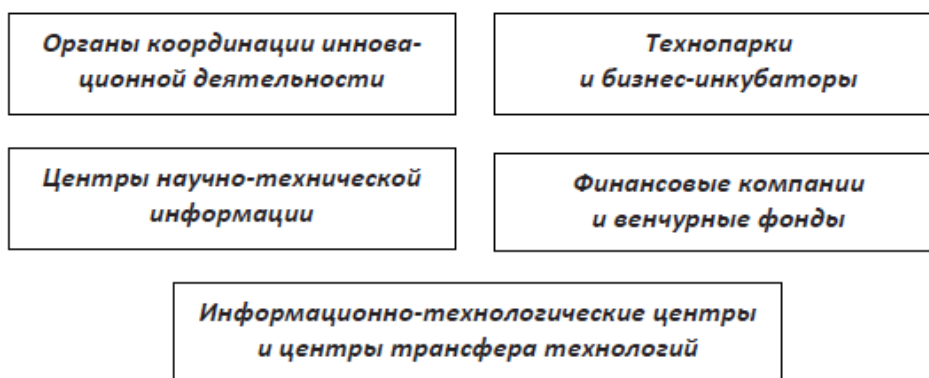 Органы координации иннова-
ционной деятельности
Технопарки
и бизнес-инкубаторы
Центры научно-технической
информации
Финансовые компании
и венчурные фонды
Информационно-технологические центры
и центры трансфера технологий